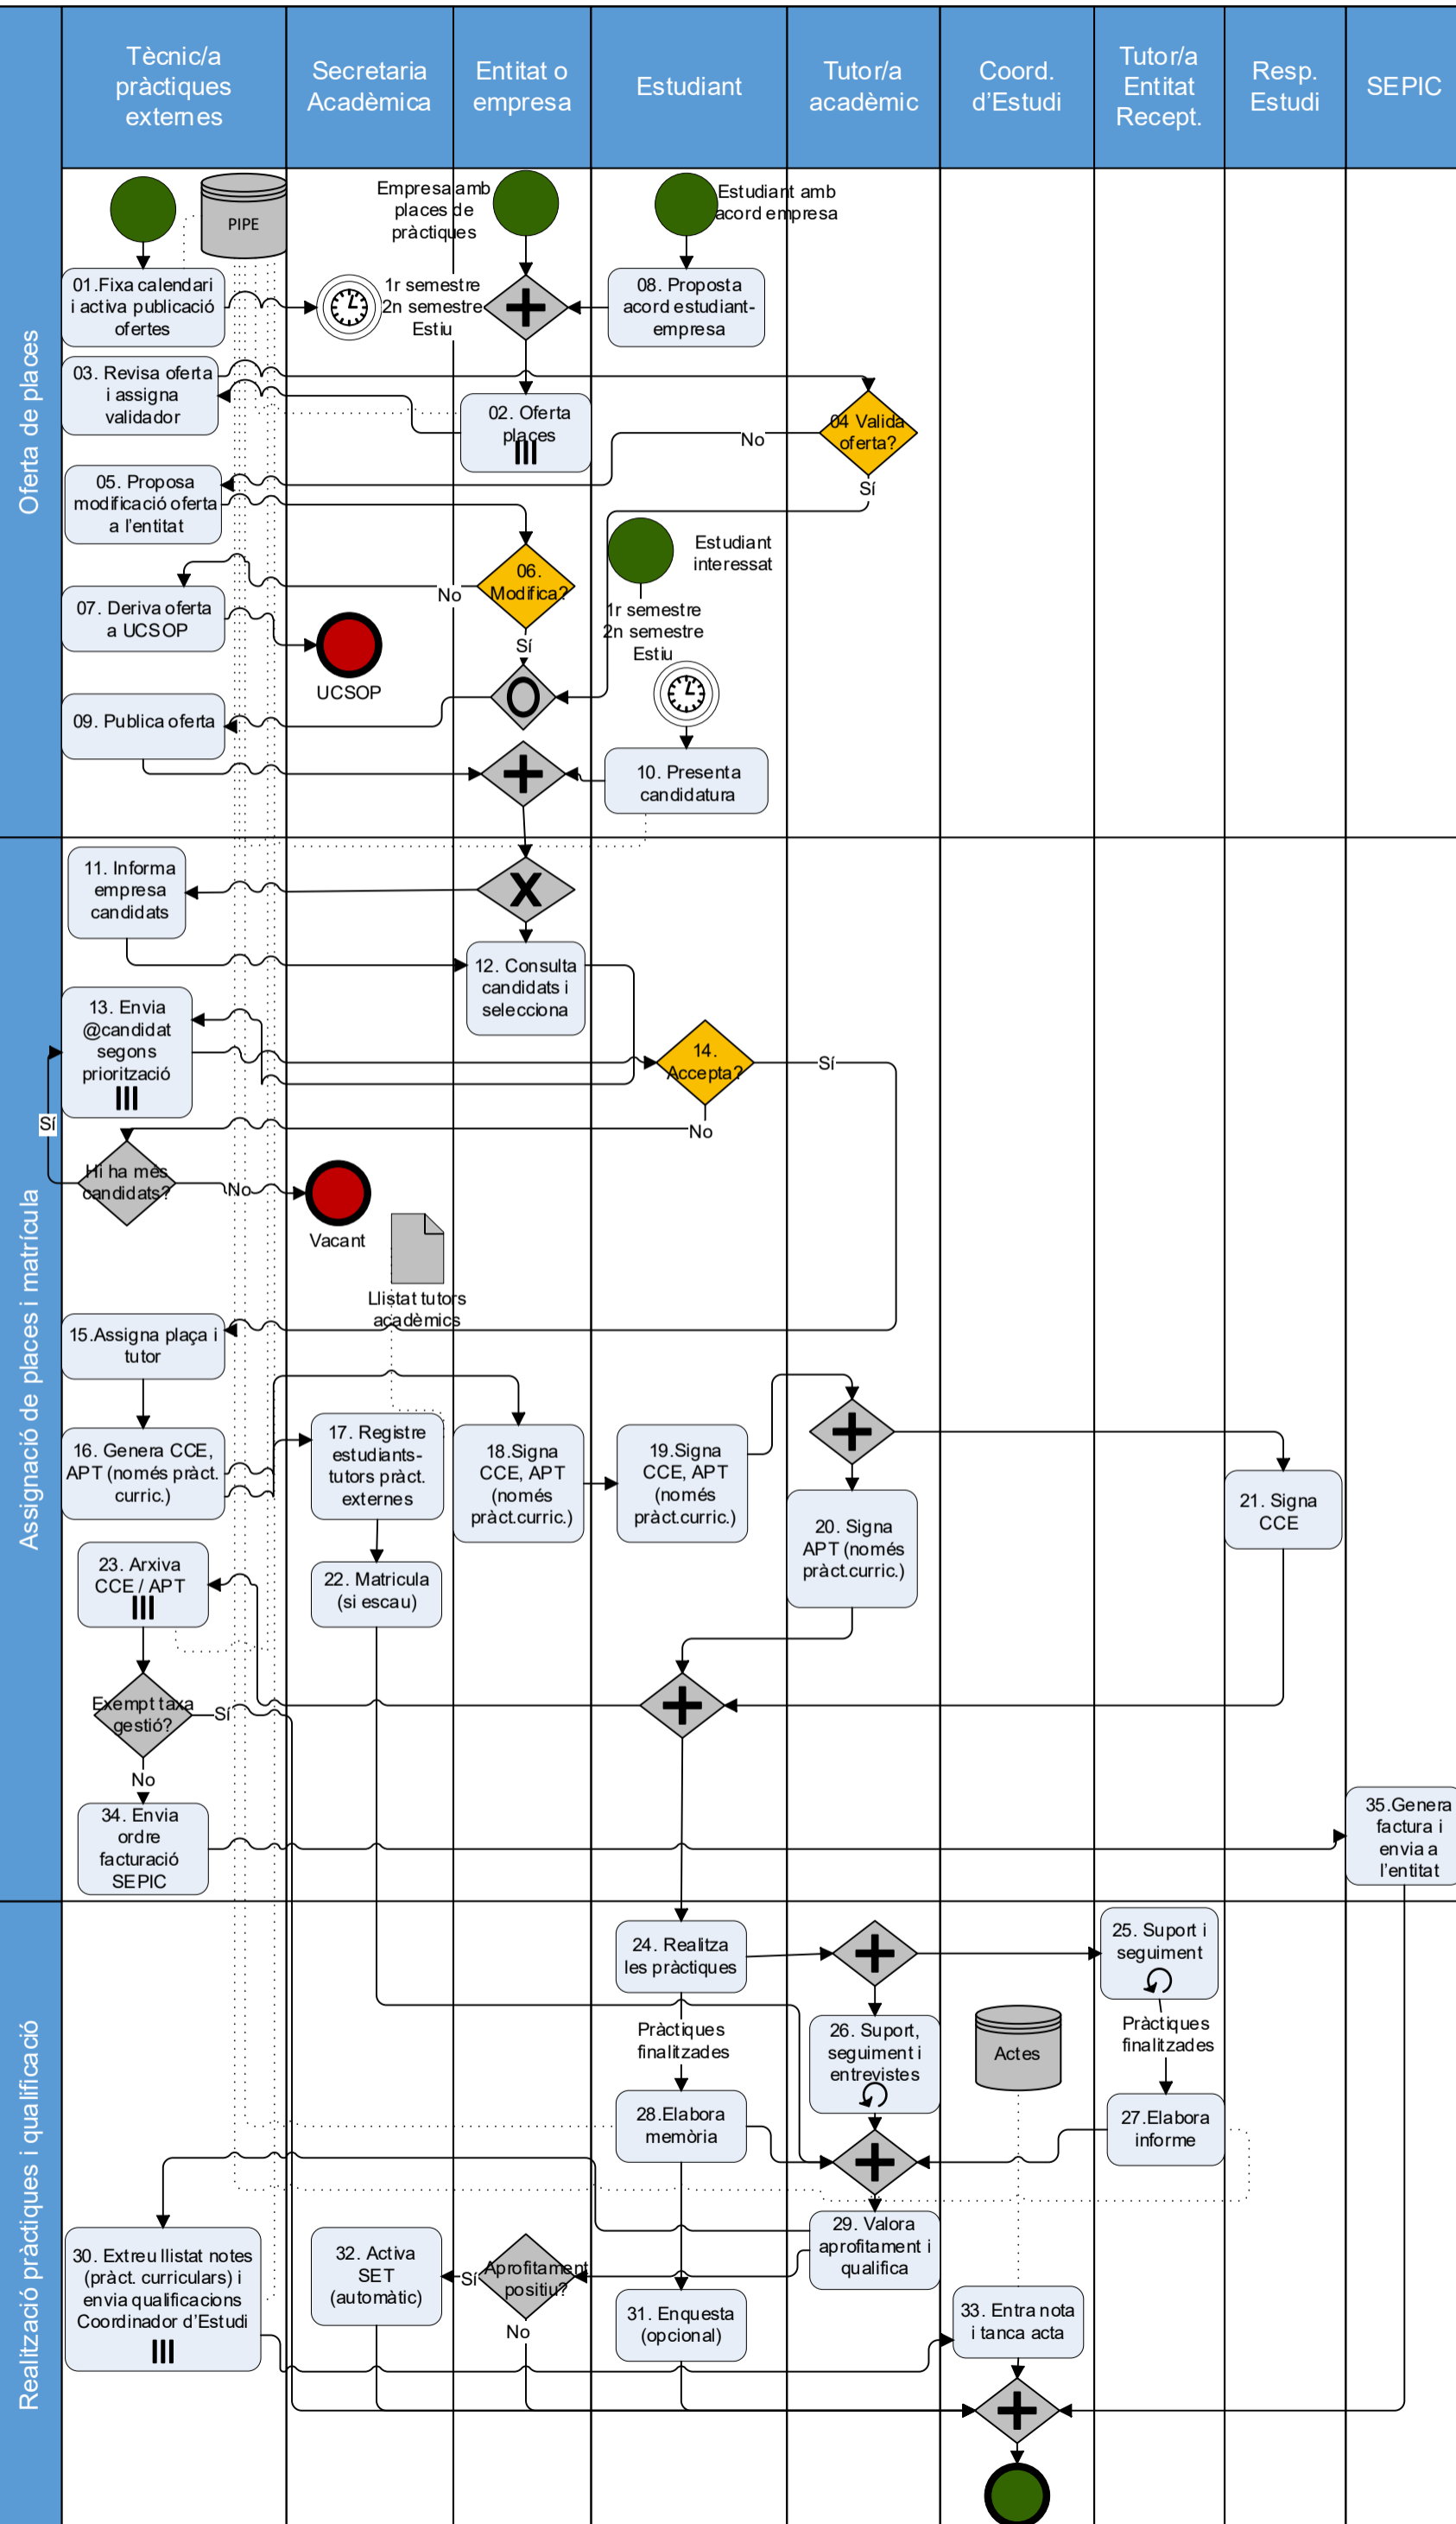 Tècnic/a
pràctiques
externes
Secretaria
Acadèmica
Entitat o
empresa
Estudiant
Tutor/a
acadèmic
Coord.
d’Estudi
Tutor/a
Entitat
Recept.
Resp.
Estudi
SEPIC
Oferta de places
PIPE
Empresa amb
places de
pràctiques
Estudiant amb
acord empresa
01.Fixa calendari
i activa publicació
ofertes
1r semestre
2n semestre
Estiu
08. Proposta
acord estudiant-
empresa
03. Revisa oferta
i assigna
validador
02. Oferta
places
04 Valida
oferta?
No
Sí
05. Proposa
modificació oferta
a l’entitat
Estudiant
interessat
06.
Modifica?
No
Sí
07. Deriva oferta
a UCSOP
UCSOP
1r semestre
2n semestre
Estiu
09. Publica oferta
10. Presenta
candidatura
Assignació de places i matrícula
11. Informa
empresa
candidats
12. Consulta
candidats i
selecciona
13. Envia
@candidat
segons
priorització
14.
Accepta?
Sí
No
Sí
Hi ha més
candidats?
No
Vacant
Llistat tutors
acadèmics
15.Assigna plaça i
tutor
16. Genera CCE,
APT (només pràct.
curric.)
17. Registre
estudiants-
tutors pràct.
externes
18.Signa
CCE, APT
(només
pràct.curric.)
19.Signa
CCE, APT
(només
pràct.curric.)
20. Signa
APT (només
pràct.curric.)
21. Signa
CCE
23. Arxiva
CCE / APT
22. Matricula
(si escau)
Exempt taxa
gestió?
Sí
No
34. Envia
ordre
facturació
SEPIC
35.Genera
factura i
envia a
l’entitat
Realització pràctiques i qualificació
24. Realitza
les pràctiques
25. Suport i
seguiment
Pràctiques
finalitzades
26. Suport,
seguiment i
entrevistes
Actes
Pràctiques
finalitzades
28.Elabora
memòria
27.Elabora
informe
29. Valora
aprofitament i
qualifica
30. Extreu llistat notes
(pràct. curriculars) i
envia qualificacions
Coordinador d’Estudi
32. Activa
SET
(automàtic)
Sí
Aprofitament
positiu?
No
31. Enquesta
(opcional)
33. Entra nota
i tanca acta